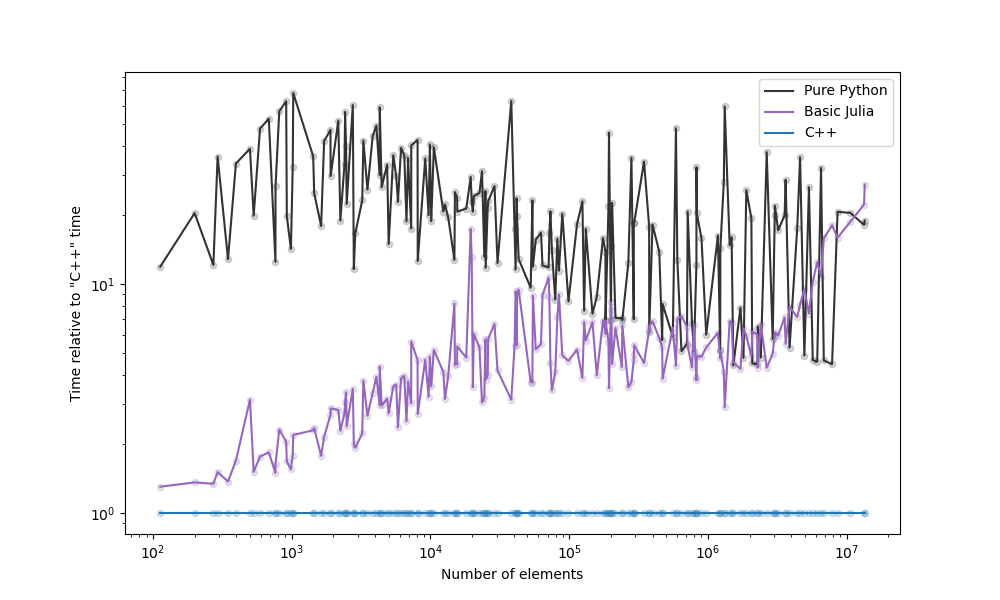 Pure Python
Basic Julia
C++
Time relative to "C++" time
10¹
10⁰
10²
10³
10⁴
10⁵
10⁶
10⁷
Number of elements